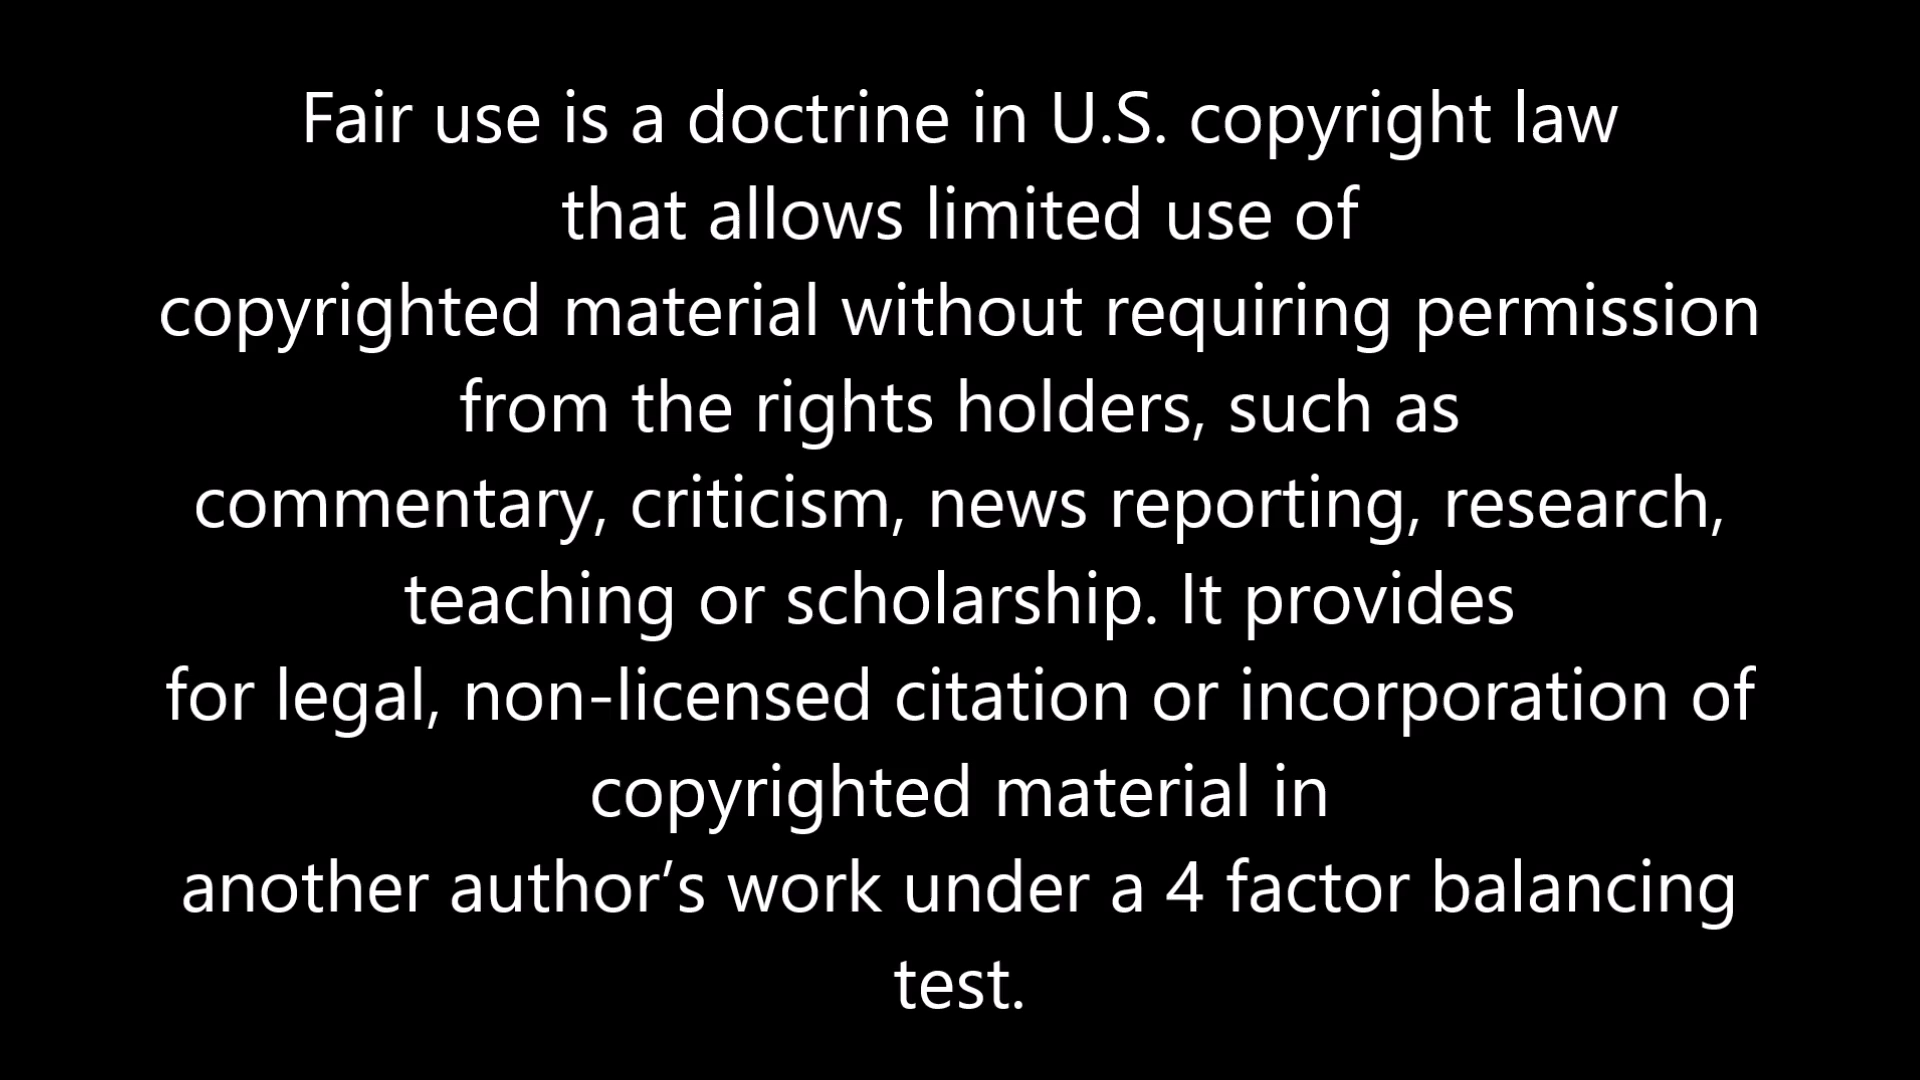 Fair use is a doctrine in U.S. copyright law
that allows limited use of
copyrighted material without requiring permission
from the rights holders, such as
commentary, criticism, news reporting, research,
teaching or scholarship. It provides
for legal, non-licensed citation or incorporation of
copyrighted material in
another author’s work under a 4 factor balancing
test.